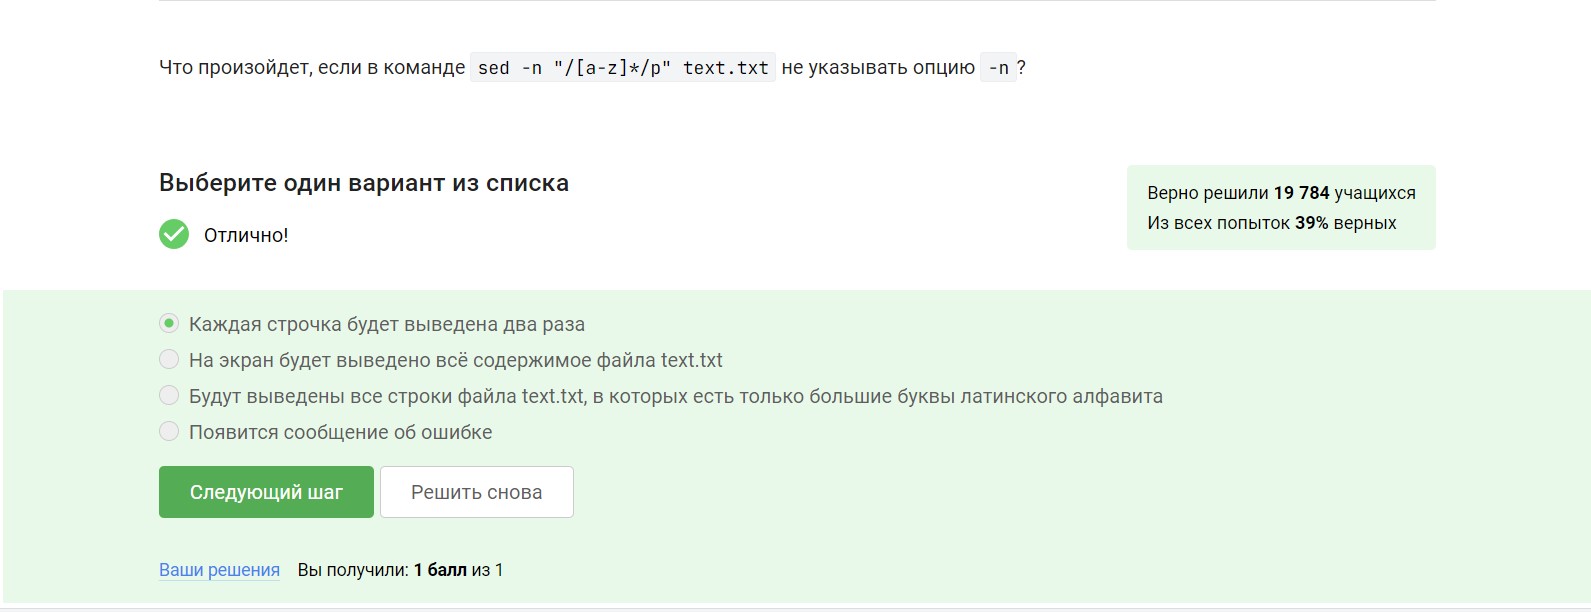 Что произойдет, если в команде sed -n "/[a-z]*/p" text.txt не указывать опцию -n?
Выберите один вариант из списка
Отлично!
Верно решили 19 784 учащихся
Из всех попыток 39% верных
Каждая строчка будет выведена два раза
На экран будет выведено всё содержимое файла text.txt
Будут выведены все строки файла text.txt, в которых есть только большие буквы латинского алфавита
Появится сообщение об ошибке
Следующий шаг
Решить снова
Ваши решения Вы получили: 1 балл из 1